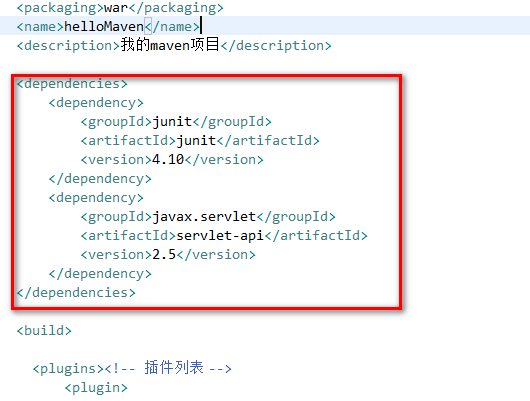 <packaging>war</packaging>
<name>helloMaven</name>
<description>我的maven项目</description>
<dependencies>
<dependency>
<groupId>junit</groupId>
<artifactId>junit</artifactId>
<version>4.10</version>
</dependency>
<dependency>
<groupId>javax.servlet</groupId>
<artifactId>servlet-api</artifactId>
<version>2.5</version>
</dependency>
</dependencies>
<build>
<plugins><!-- 插件列表 -->
<plugin>